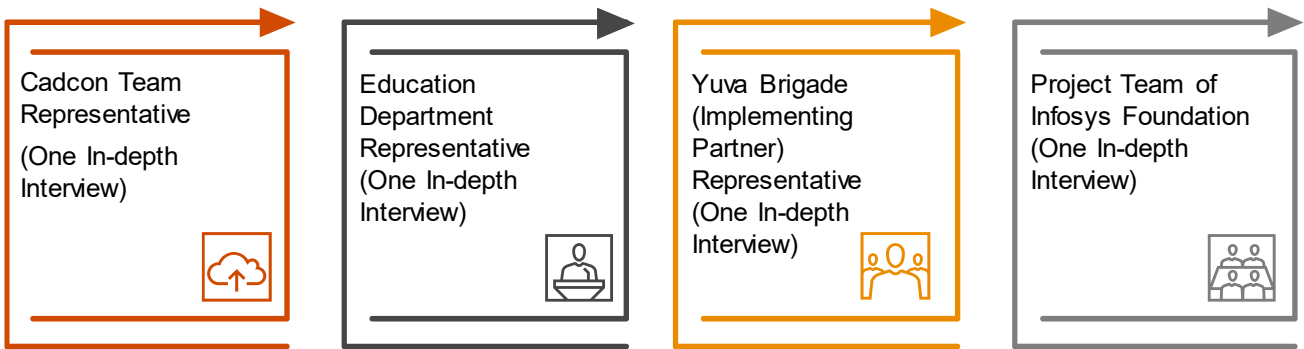 Cadcon Team
Representative
(One In-depth
Interview)
Education
Department
Representative
(One In-depth
Interview)
Yuva Brigade
(Implementing
Partner)
Representative
(One In-depth
Interview)
Project Team of
Infosys Foundation
(One In-depth
Interview)